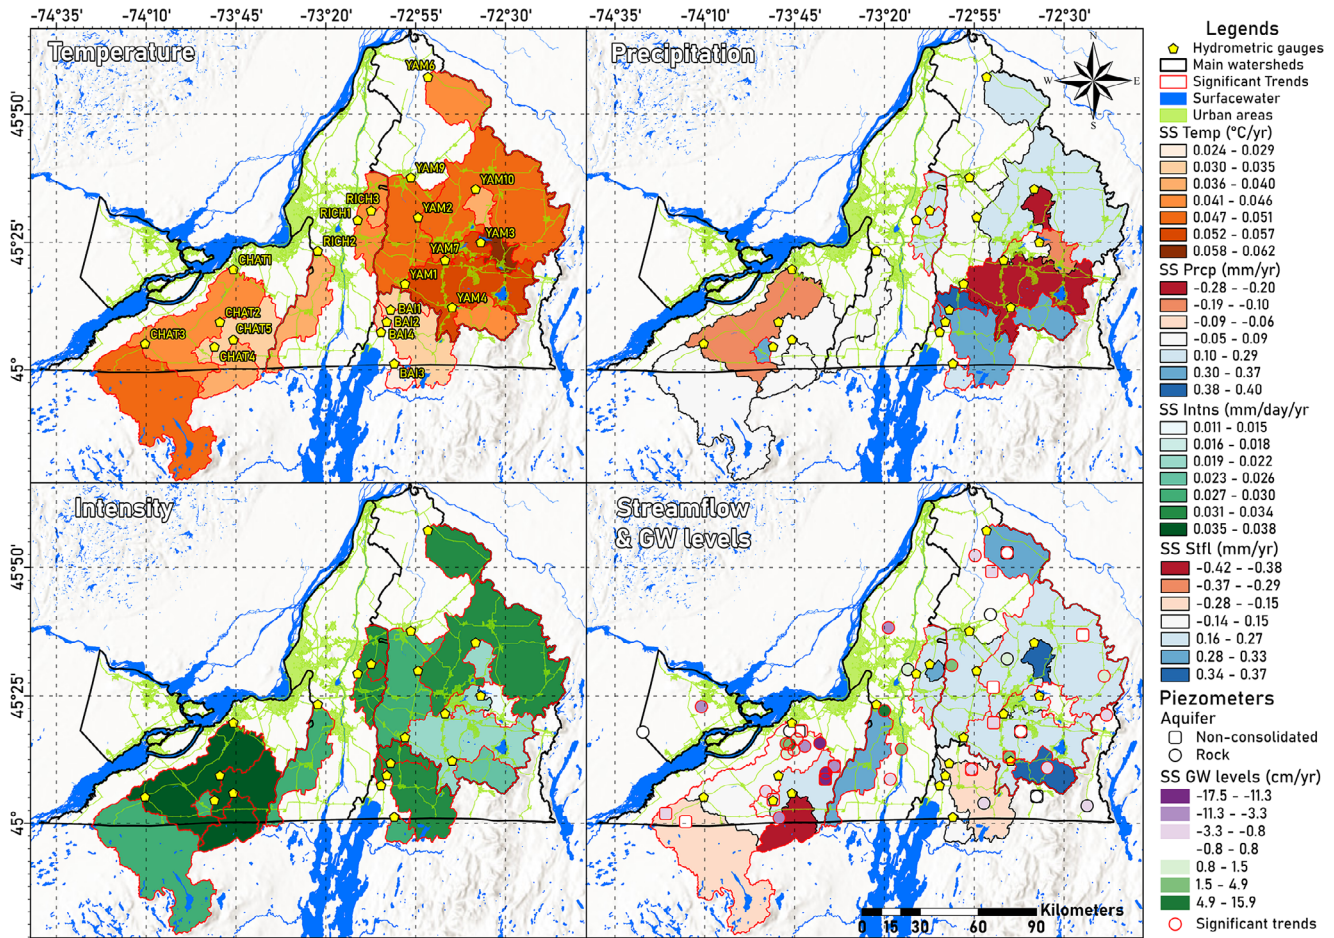 -74°35' -74°10' -73°45' -73°20' -72°55' -72°30' -74°35' -74°10' -73°45' -73°20' -72°55' -72°30'
Temperature
Precipitation
45°50'
45°25'
45°
YAM6
YAM9
YAM10
RICH3
RICH1
YAM2
YAM3
RICH2
YAM7
CHAT1
YAM1
CHAT2
BAI1
YAM4
BAI2
CHAT3
CHAT5
BAI4
CHAT4
BAI3
N
W
E
S
Intensity
Streamflow
& GW levels
45°50'
45°25'
45°
Kilometers
0 15 30 60 90
Legends
Hydrometric gauges
Main watersheds
Significant Trends
Surfacewater
Urban areas
SS Temp (°C/yr)
0.024 - 0.029
0.030 - 0.035
0.036 - 0.040
0.041 - 0.046
0.047 - 0.051
0.052 - 0.057
0.058 - 0.062
SS Prcp (mm/yr)
-0.28 - -0.20
-0.19 - -0.10
-0.09 - -0.06
-0.05 - 0.09
0.10 - 0.29
0.30 - 0.37
0.38 - 0.40
SS Intns (mm/day/yr
0.011 - 0.015
0.016 - 0.018
0.019 - 0.022
0.023 - 0.026
0.027 - 0.030
0.031 - 0.034
0.035 - 0.038
SS Stfl (mm/yr)
-0.42 - -0.38
-0.37 - -0.29
-0.28 - -0.15
-0.14 - 0.15
0.16 - 0.27
0.28 - 0.33
0.34 - 0.37
Piezometers
Aquifer
Non-consolidated
Rock
SS GW levels (cm/yr)
-17.5 - -11.3
-11.3 - -3.3
-3.3 - -0.8
-0.8 - 0.8
0.8 - 1.5
1.5 - 4.9
4.9 - 15.9
Significant trends